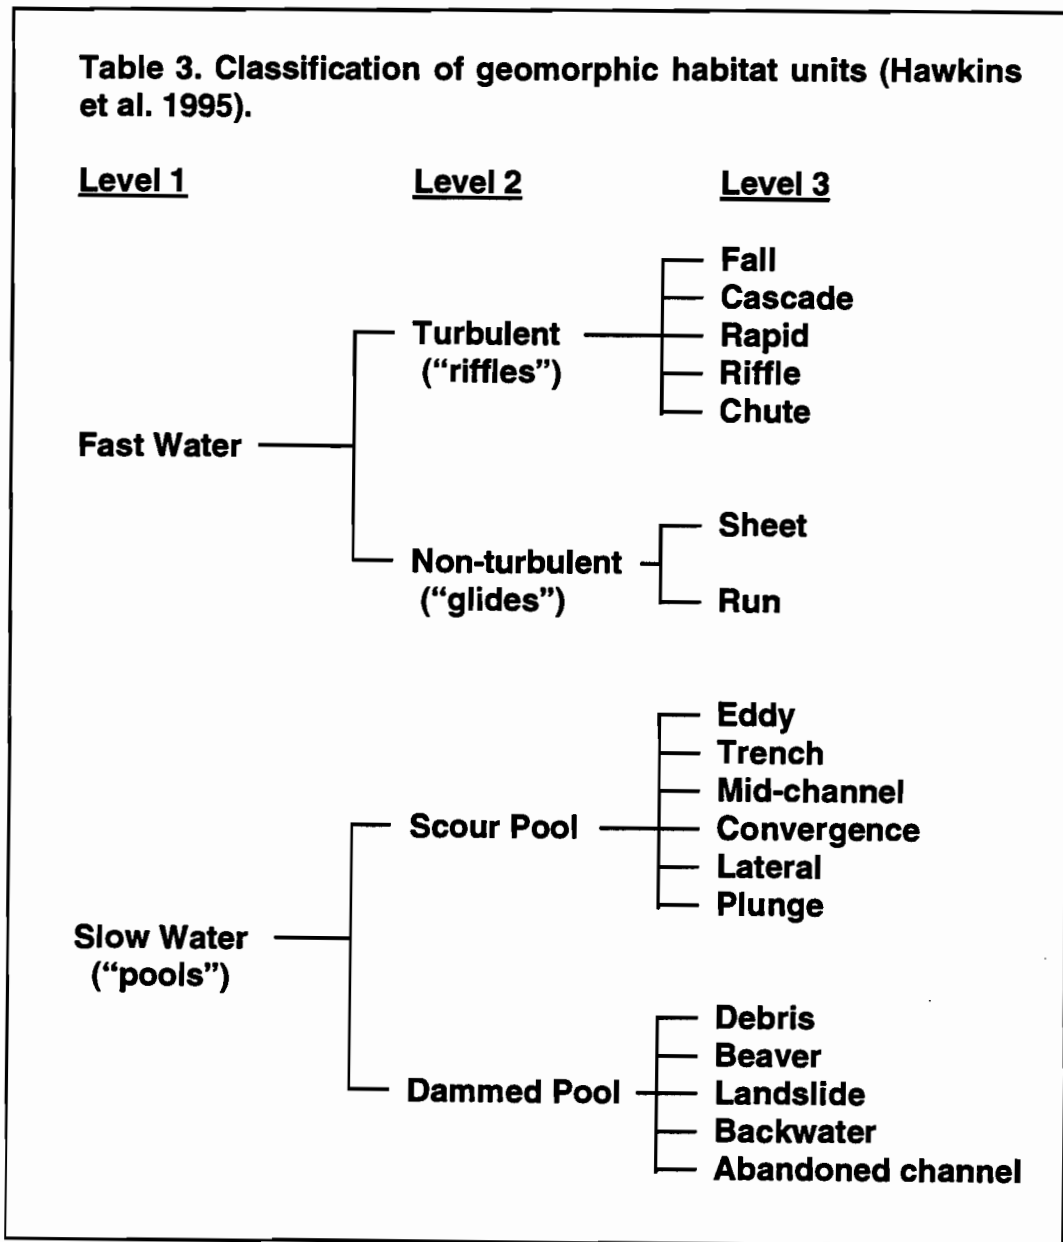 Table 3. Classification of geomorphic habitat units (Hawkins
et al. 1995).
Level 1
Level 2
Level 3
Fast Water
Turbulent
(“riffles”)
Fall
Cascade
Rapid
Riffle
Chute
Non-turbulent
(“glides”)
Sheet
Run
Slow Water
(“pools”)
Scour Pool
Eddy
Trench
Mid-channel
Convergence
Lateral
Plunge
Dammed Pool
Debris
Beaver
Landslide
Backwater
Abandoned channel